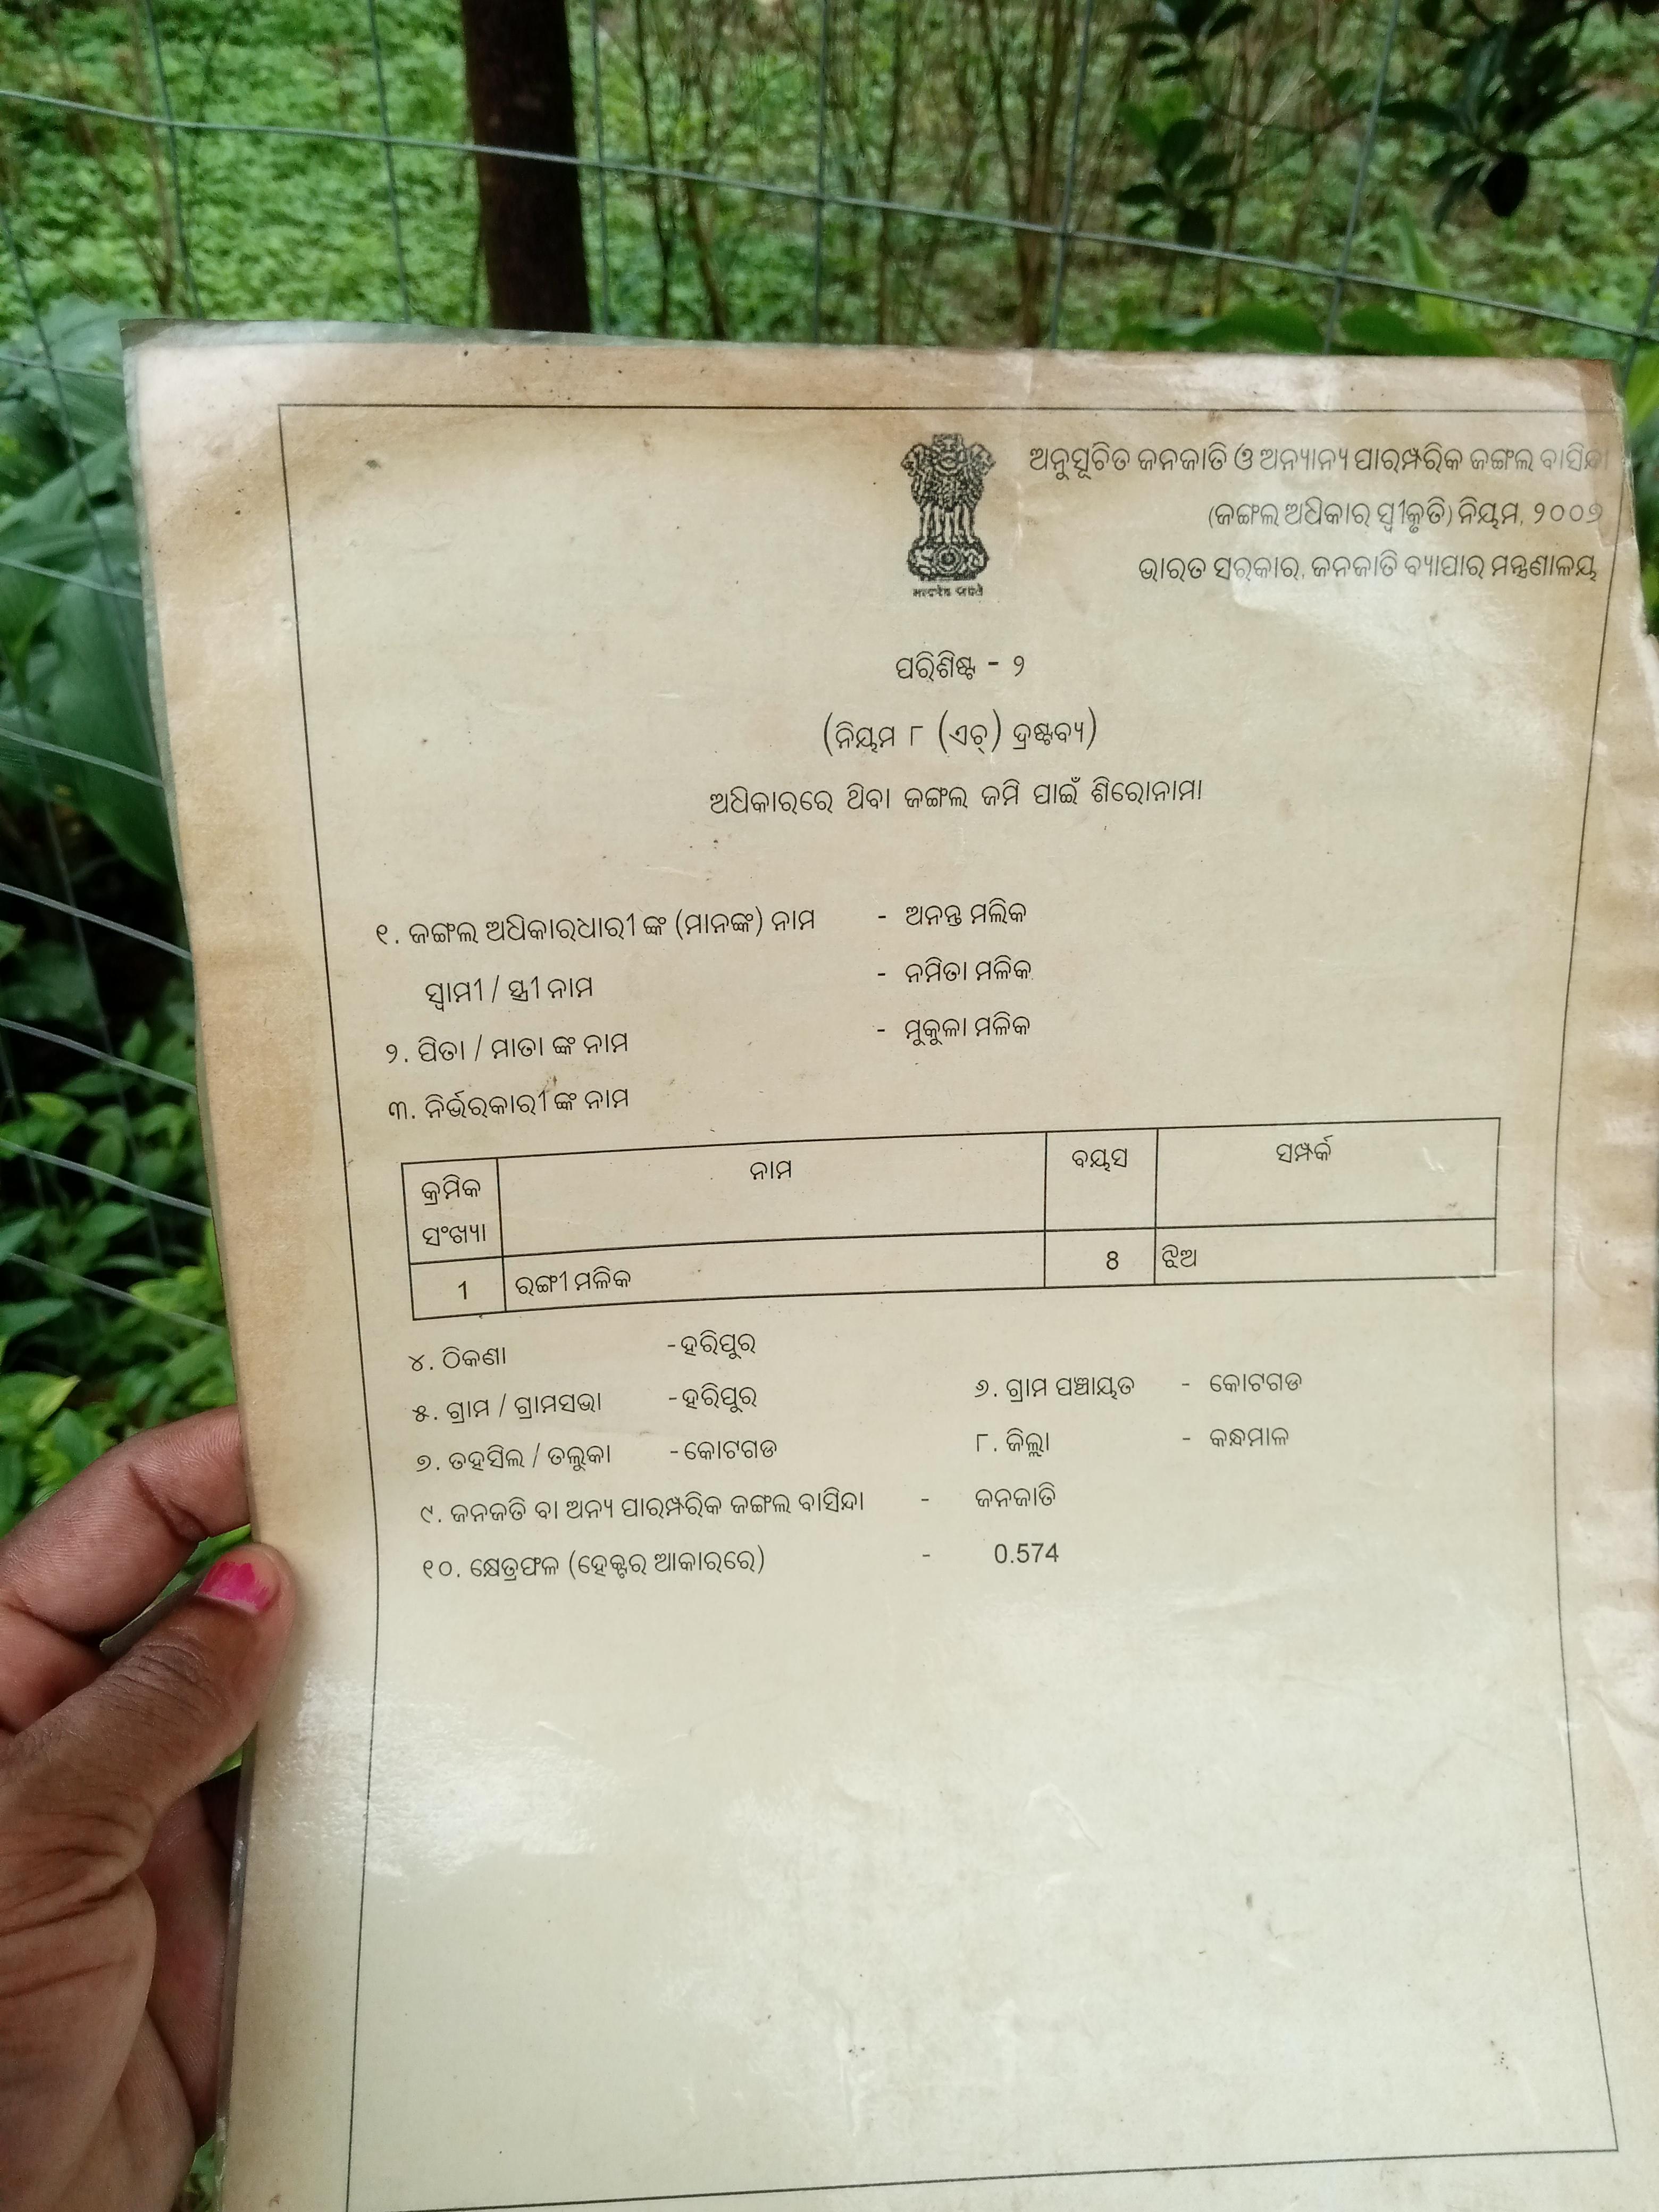 ଅନୁସୂଚିତ ଜନଜାତି ଓ ଅନ୍ୟାନ୍ୟ ପାରମ୍ପରିକ ଜଙ୍ଗଲ ବାସିନ୍ଦା
(ଜଙ୍ଗଲ ଅଧିକାର ସ୍ୱୀକୃତି) ନିୟମ, ୨୦୦୭
ଭାରତ ସରକାର, ଜନଜାତି ବ୍ୟାପାର ମନ୍ତ୍ରଣାଳୟ
ପରିଶିଷ୍ଟ - ୨
(ନିୟମ ୮ (ଏଚ୍) ଦ୍ରଷ୍ଟବ୍ୟ)
ଅଧିକାରରେ ଥିବା ଜଙ୍ଗଲ ଜମି ପାଇଁ ଶିରୋନାମା
୧. ଜଙ୍ଗଲ ଅଧିକାରଧାରୀ ଙ୍କ (ମାନଙ୍କ) ନାମ - ଅନନ୍ତ ମଲିକ
ସ୍ୱାମୀ / ସ୍ତ୍ରୀ ନାମ - ନମିତା ମଳିକ
୨. ପିତା / ମାତା ଙ୍କ ନାମ - ମୁକୁଳା ମଳିକ
୩. ନିର୍ଭରକାରୀ ଙ୍କ ନାମ
କ୍ରମିକ ସଂଖ୍ୟା ନାମ ବୟସ ସମ୍ପର୍କ
1 ରଙ୍ଗୀ ମଳିକ 8 ଝିଅ
୪. ଠିକଣା - ହରିପୁର
୫. ଗ୍ରାମ / ଗ୍ରାମସଭା - ହରିପୁର ୬. ଗ୍ରାମ ପଞ୍ଚାୟତ - କୋଟଗଡ
୭. ତହସିଲ / ତଲୁକା - କୋଟଗଡ ୮. ଜିଲ୍ଲା - କନ୍ଧମାଳ
୯. ଜନଜତି ବା ଅନ୍ୟ ପାରମ୍ପରିକ ଜଙ୍ଗଲ ବାସିନ୍ଦା - ଜନଜାତି
୧୦. କ୍ଷେତ୍ରଫଳ (ହେକ୍ଟର ଆକାରରେ) - 0.574